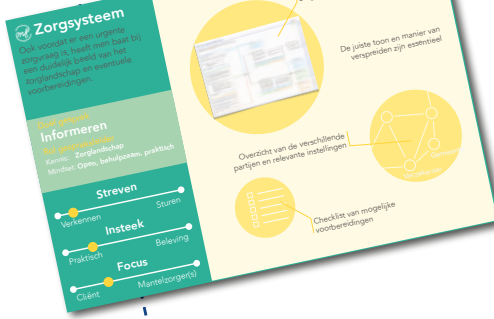 Zorgsysteem
Ook voordat er een urgente
zorgvraag is, heeft men baat bij
een duidelijk beeld van het
zorglandschap en eventuele
voorbereidingen.
Informeren
Kennis: Zorglandschap
Mindset: Open, behulpzaam, praktisch
Streven
Verkennen Sturen
Insteek
Praktisch Beleving
Focus
Cliënt Mantelzorger(s)
De juiste toon en manier van
verspreiden zijn essentieel
Overzicht van de verschillende
partijen en relevante instellingen
Checklist van mogelijke
voorbereidingen